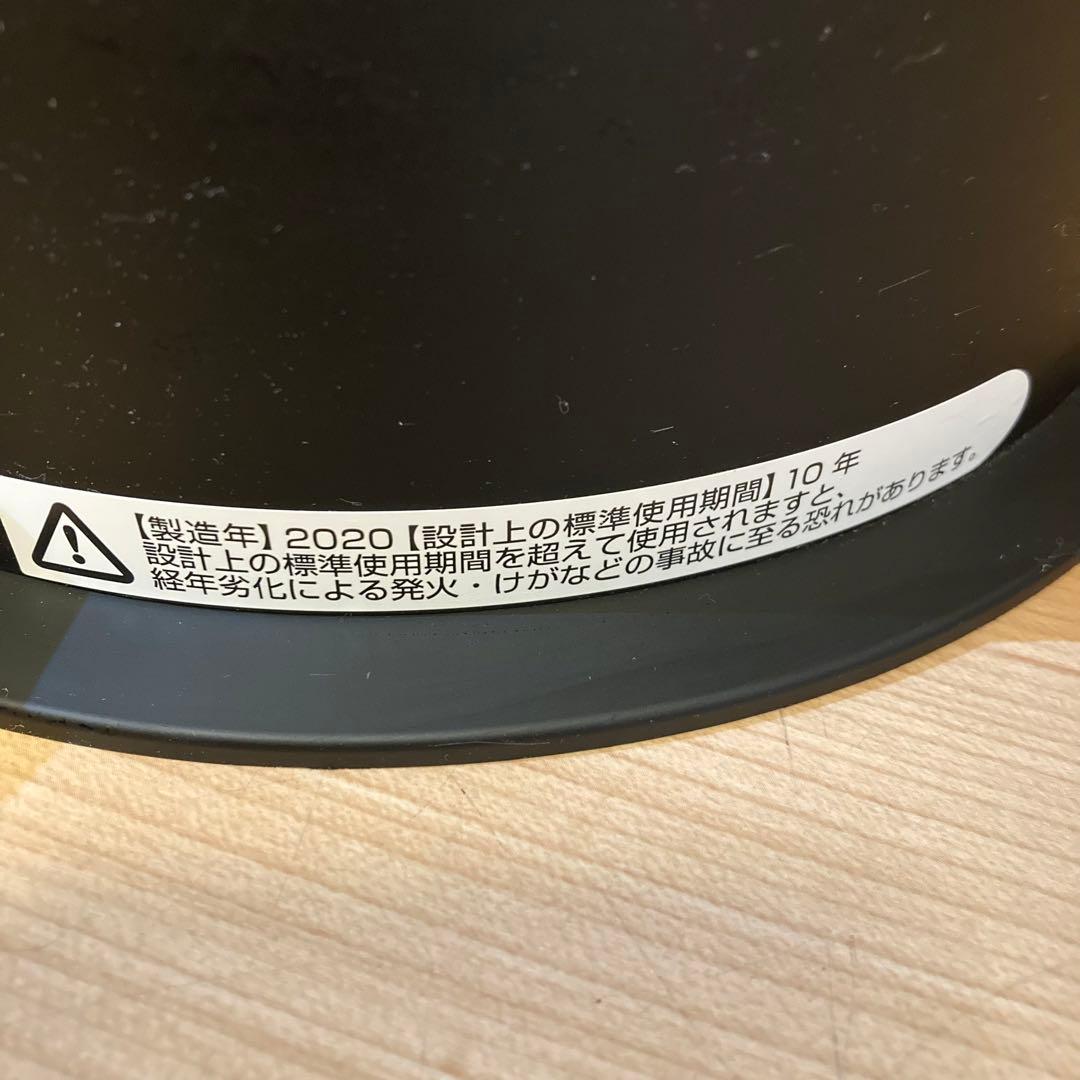 【製造年】2020【設計上の標準使用期間】10 年
設計上の標準使用期間を超えて使用されますと、
経年劣化による発火・けがなどの事故に至る恐れがあります。